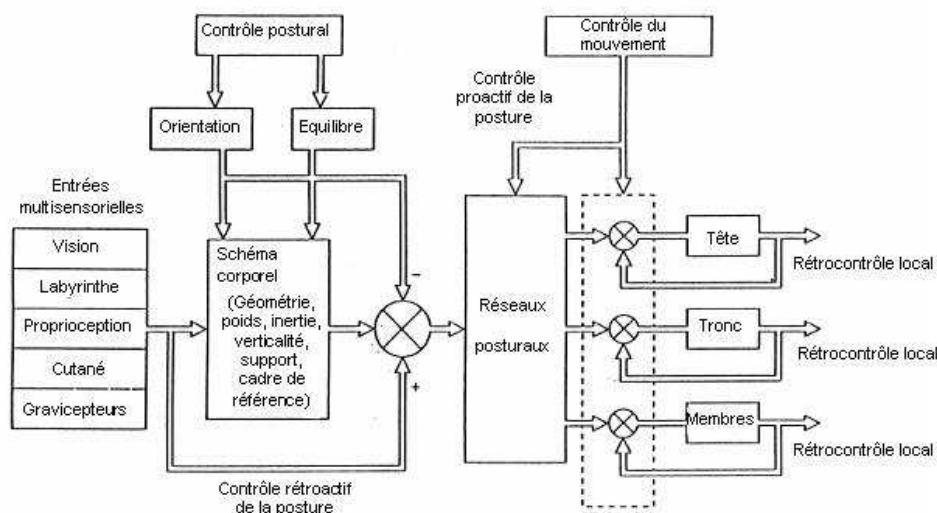 Contrôle postural
Contrôle du
mouvement
Contrôle
proactif de la
posture
Orientation
Equilibre
Entrées
multisensorielles
Vision
Labyrinthe
Proprioception
Cutané
Gravicepteurs
Schéma
corporel
(Géométrie,
poids, inertie,
verticalité,
support,
cadre de
référence)
−
+
Réseaux
posturaux
Tête
Rétrocontrôle local
Tronc
Rétrocontrôle local
Membres
Rétrocontrôle local
Contrôle rétroactif
de la posture